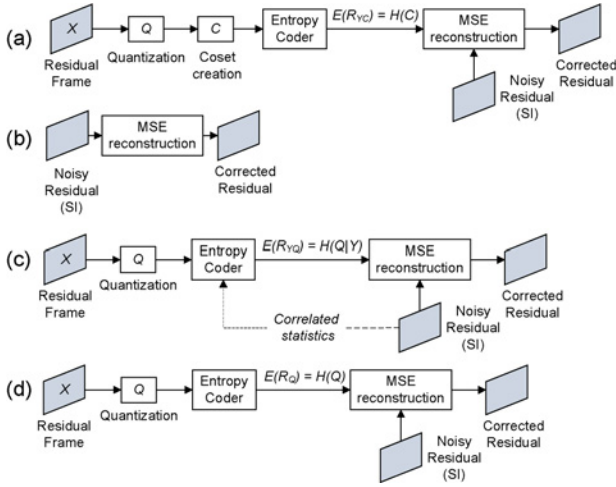 (a)
X
Residual
Frame
Q
Quantization
C
Coset
creation
Entropy
Coder
E(R_YC) = H(C)
MSE
reconstruction
Noisy
Residual
(SI)
Corrected
Residual
(b)
Noisy
Residual
(SI)
MSE
reconstruction
Corrected
Residual
(c)
X
Residual
Frame
Q
Quantization
Entropy
Coder
E(R_YQ) = H(Q|Y)
MSE
reconstruction
Correlated
statistics
Noisy
Residual
(SI)
Corrected
Residual
(d)
X
Residual
Frame
Q
Quantization
Entropy
Coder
E(R_Q) = H(Q)
MSE
reconstruction
Noisy
Residual
(SI)
Corrected
Residual